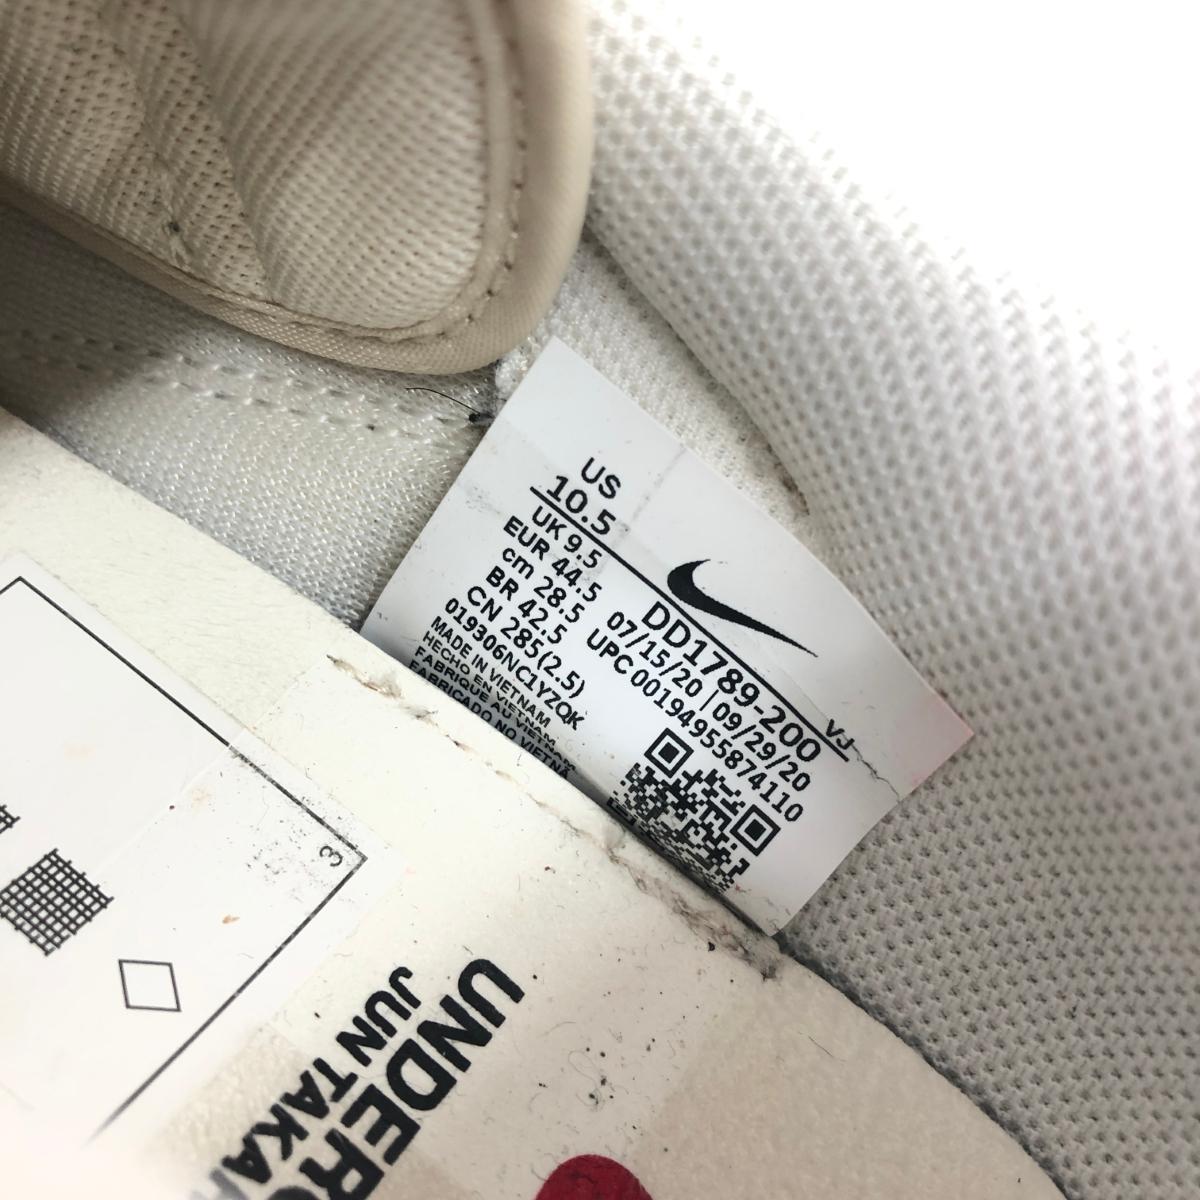 US
10.5
UK 9.5
EUR 44.5
cm 28.5
BR 42.5
CN 285(2.5)
019306NC1YZQK
MADE IN VIETNAM
HECHO EN VIETNAM
FABRIQUE AU VIETNAM
FABRICADO NO VIETNÃ
DD1789-200
VJ
07/15/20 | 09/29/20
UPC 00194955874110
3
UNDERC
JUN TAKAH